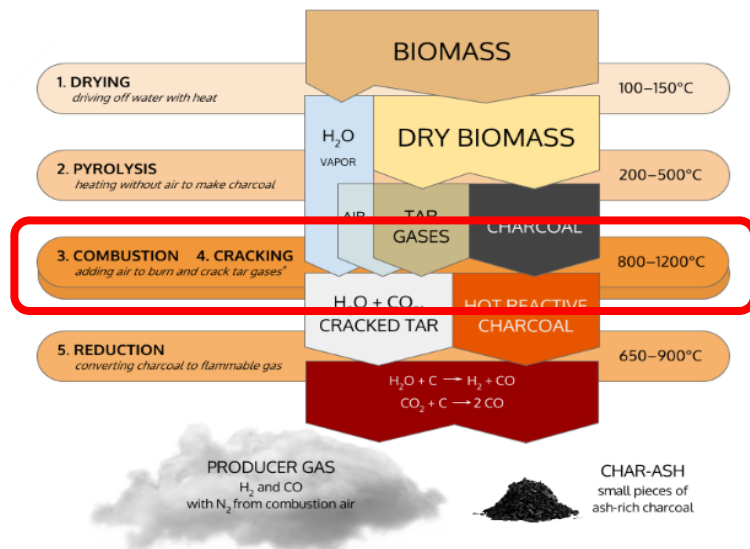 BIOMASS
1. DRYING
driving off water with heat
100–150°C
H₂O
VAPOR
DRY BIOMASS
2. PYROLYSIS
heating without air to make charcoal
200–500°C
AIR
TAR
GASES
CHARCOAL
3. COMBUSTION 4. CRACKING
adding air to burn and crack tar gases*
800–1200°C
H₂O + CO₂,
CRACKED TAR
HOT REACTIVE
CHARCOAL
5. REDUCTION
converting charcoal to flammable gas
650–900°C
H₂O + C → H₂ + CO
CO₂ + C → 2 CO
PRODUCER GAS
H₂ and CO
with N₂ from combustion air
CHAR-ASH
small pieces of
ash-rich charcoal